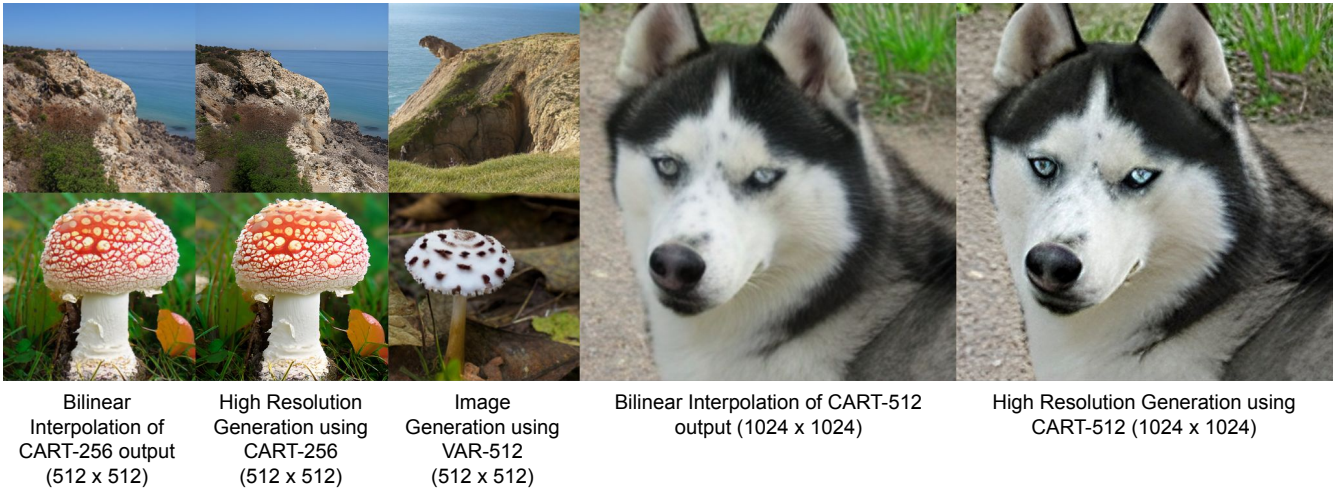 Bilinear
Interpolation of
CART-256 output
(512 x 512)
High Resolution
Generation using
CART-256
(512 x 512)
Image
Generation using
VAR-512
(512 x 512)
Bilinear Interpolation of CART-512
output (1024 x 1024)
High Resolution Generation using
CART-512 (1024 x 1024)